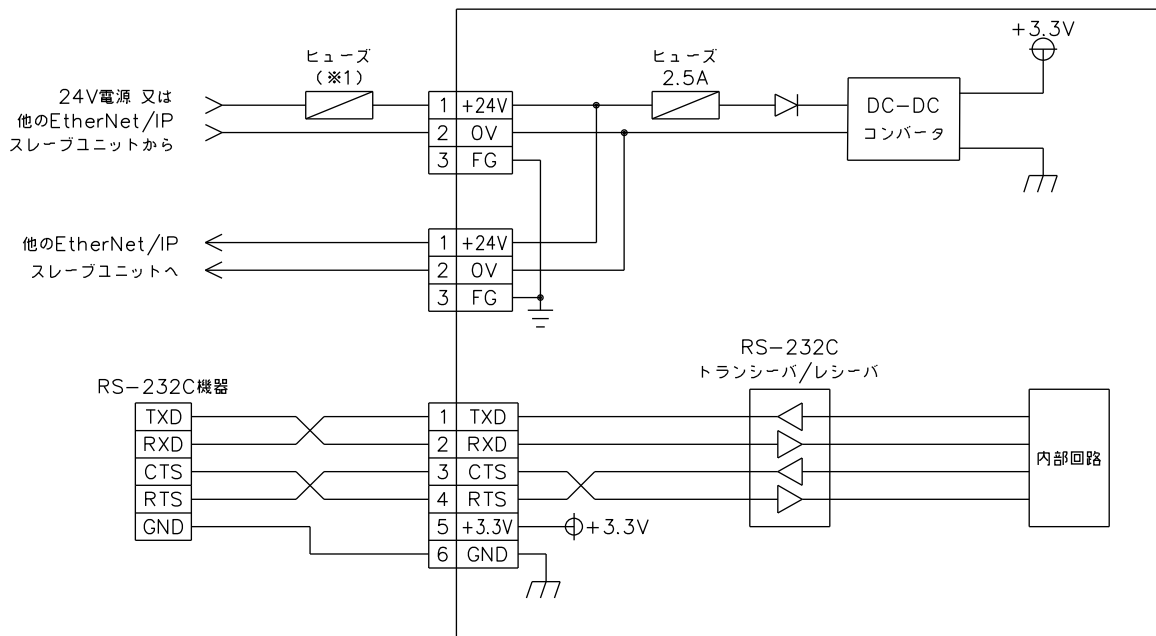 +3.3V
ヒューズ
(※1)
ヒューズ
2.5A
24V電源 又は
他のEtherNet/IP
スレーブユニットから
1 +24V
2 0V
3 FG
DC-DC
コンバータ
他のEtherNet/IP
スレーブユニットへ
1 +24V
2 0V
3 FG
RS-232C
トランシーバ/レシーバ
RS-232C機器
TXD
RXD
CTS
RTS
GND
1 TXD
2 RXD
3 CTS
4 RTS
5 +3.3V
6 GND
+3.3V
内部回路